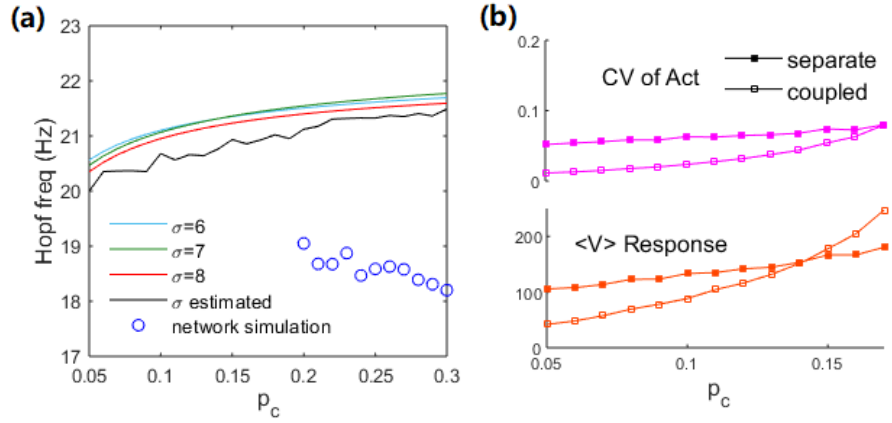 (a)
23
22
21
20
19
18
17
Hopf freq (Hz)
σ=6
σ=7
σ=8
σ estimated
network simulation
0.05
0.1
0.15
0.2
0.25
0.3
p_c
(b)
0.2
0.1
0
CV of Act
separate
coupled
200
100
0
<V> Response
0.05
0.1
0.15
p_c